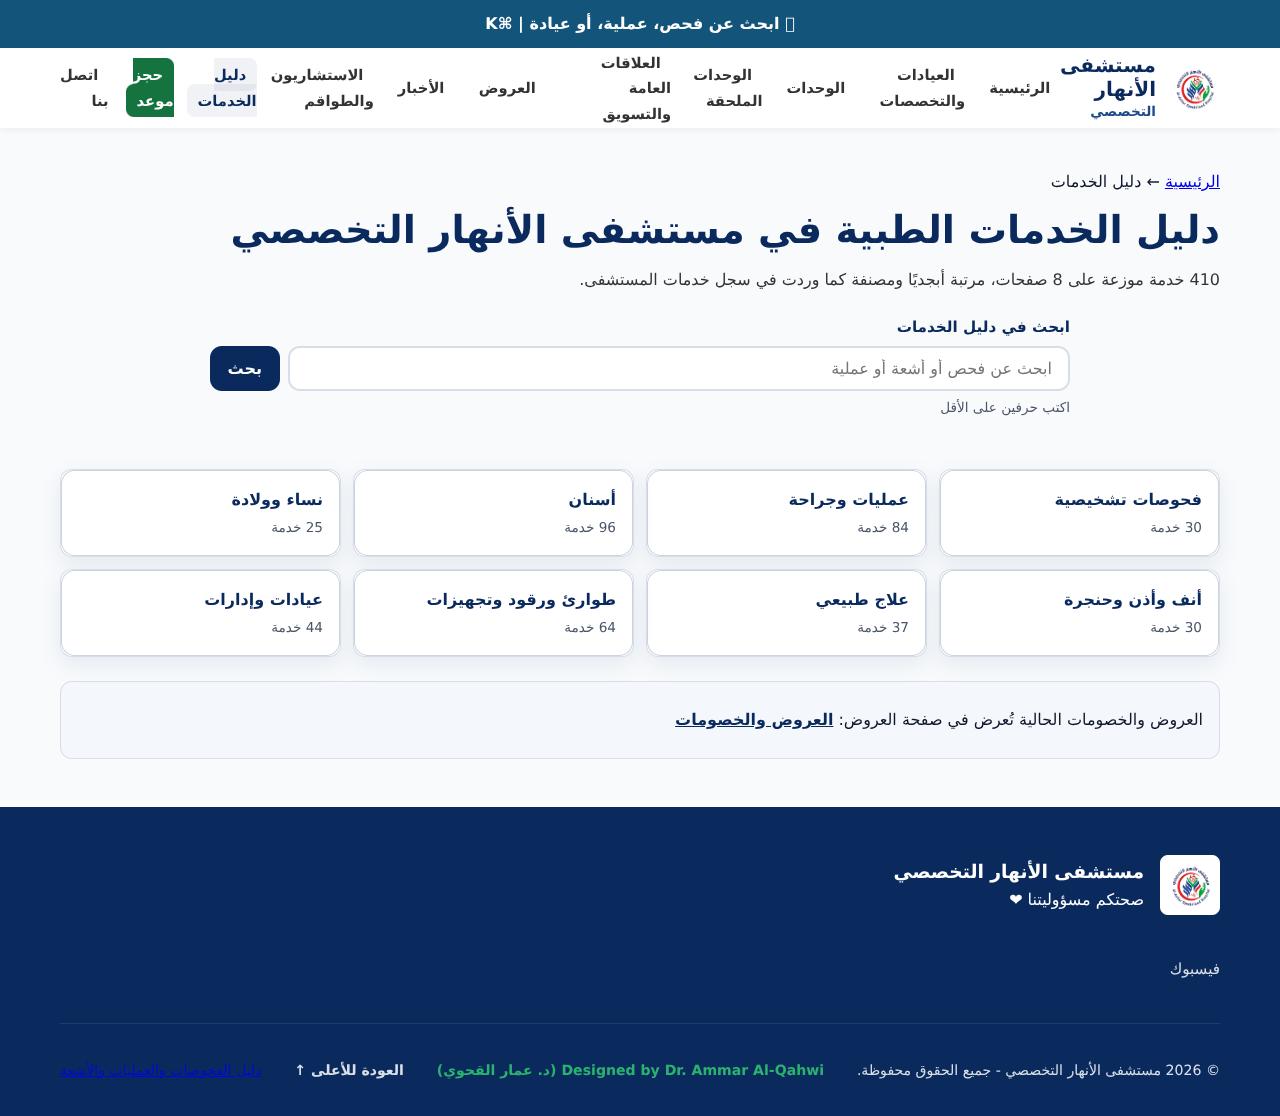 ابحث عن فحص، عملية، أو عيادة | ⌘K
مستشفى الأنهار
التخصصي
الرئيسية
العيادات والتخصصات
الوحدات
الوحدات الملحقة
العلاقات العامة والتسويق
العروض
الأخبار
الاستشاريون والطواقم
دليل الخدمات
حجز موعد
اتصل بنا
الرئيسية ← دليل الخدمات
دليل الخدمات الطبية في مستشفى الأنهار التخصصي
410 خدمة موزعة على 8 صفحات، مرتبة أبجديًا ومصنفة كما وردت في سجل خدمات المستشفى.
ابحث في دليل الخدمات
ابحث عن فحص أو أشعة أو عملية
بحث
اكتب حرفين على الأقل
فحوصات تشخيصية
30 خدمة
عمليات وجراحة
84 خدمة
أسنان
96 خدمة
نساء وولادة
25 خدمة
أنف وأذن وحنجرة
30 خدمة
علاج طبيعي
37 خدمة
طوارئ ورقود وتجهيزات
64 خدمة
عيادات وإدارات
44 خدمة
العروض والخصومات الحالية تُعرض في صفحة العروض: العروض والخصومات
مستشفى الأنهار التخصصي
صحتكم مسؤوليتنا ❤
فيسبوك
© 2026 مستشفى الأنهار التخصصي - جميع الحقوق محفوظة.
Designed by Dr. Ammar Al-Qahwi (د. عمار القحوي)
العودة للأعلى ↑
دليل الفحوصات والعمليات والأشعة